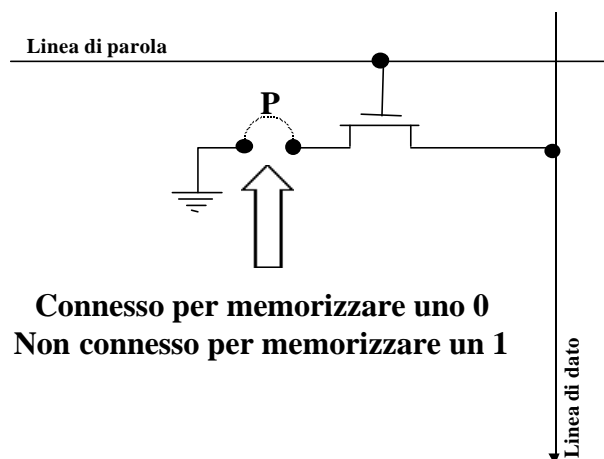 Linea di parola
P
Connesso per memorizzare uno 0
Non connesso per memorizzare un 1
Linea di dato